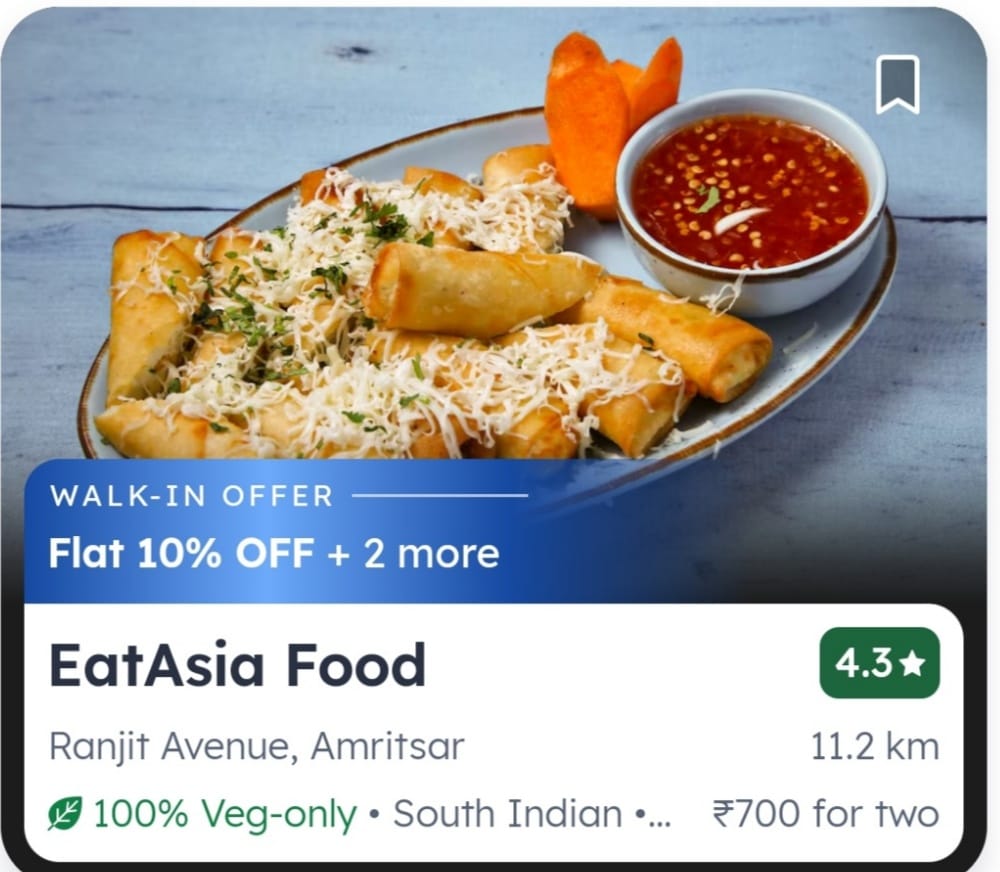 WALK-IN OFFER
Flat 10% OFF + 2 more
EatAsia Food
4.3★
Ranjit Avenue, Amritsar
11.2 km
100% Veg-only • South Indian •...
₹700 for two